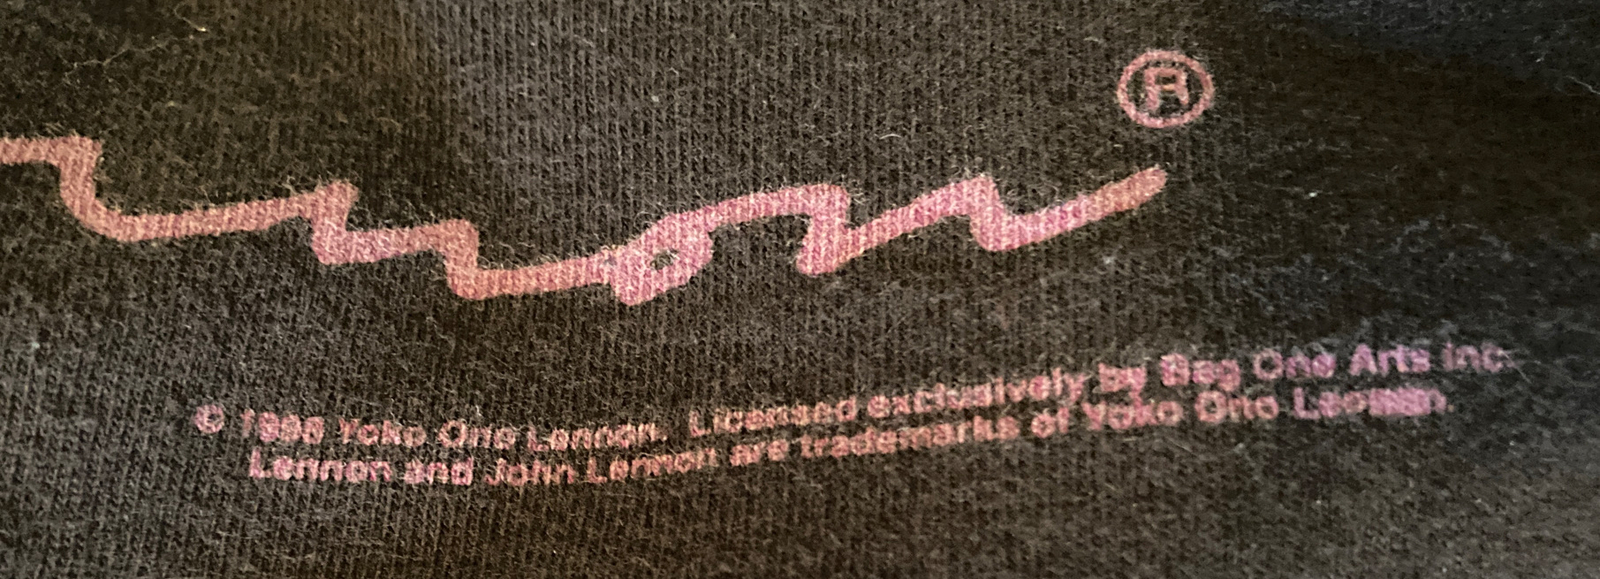 ®
© Yoko Ono Lennon. Licensed exclusively by Bag One Arts Inc.
Lennon and John Lennon are trademarks of Yoko Ono Lennon.